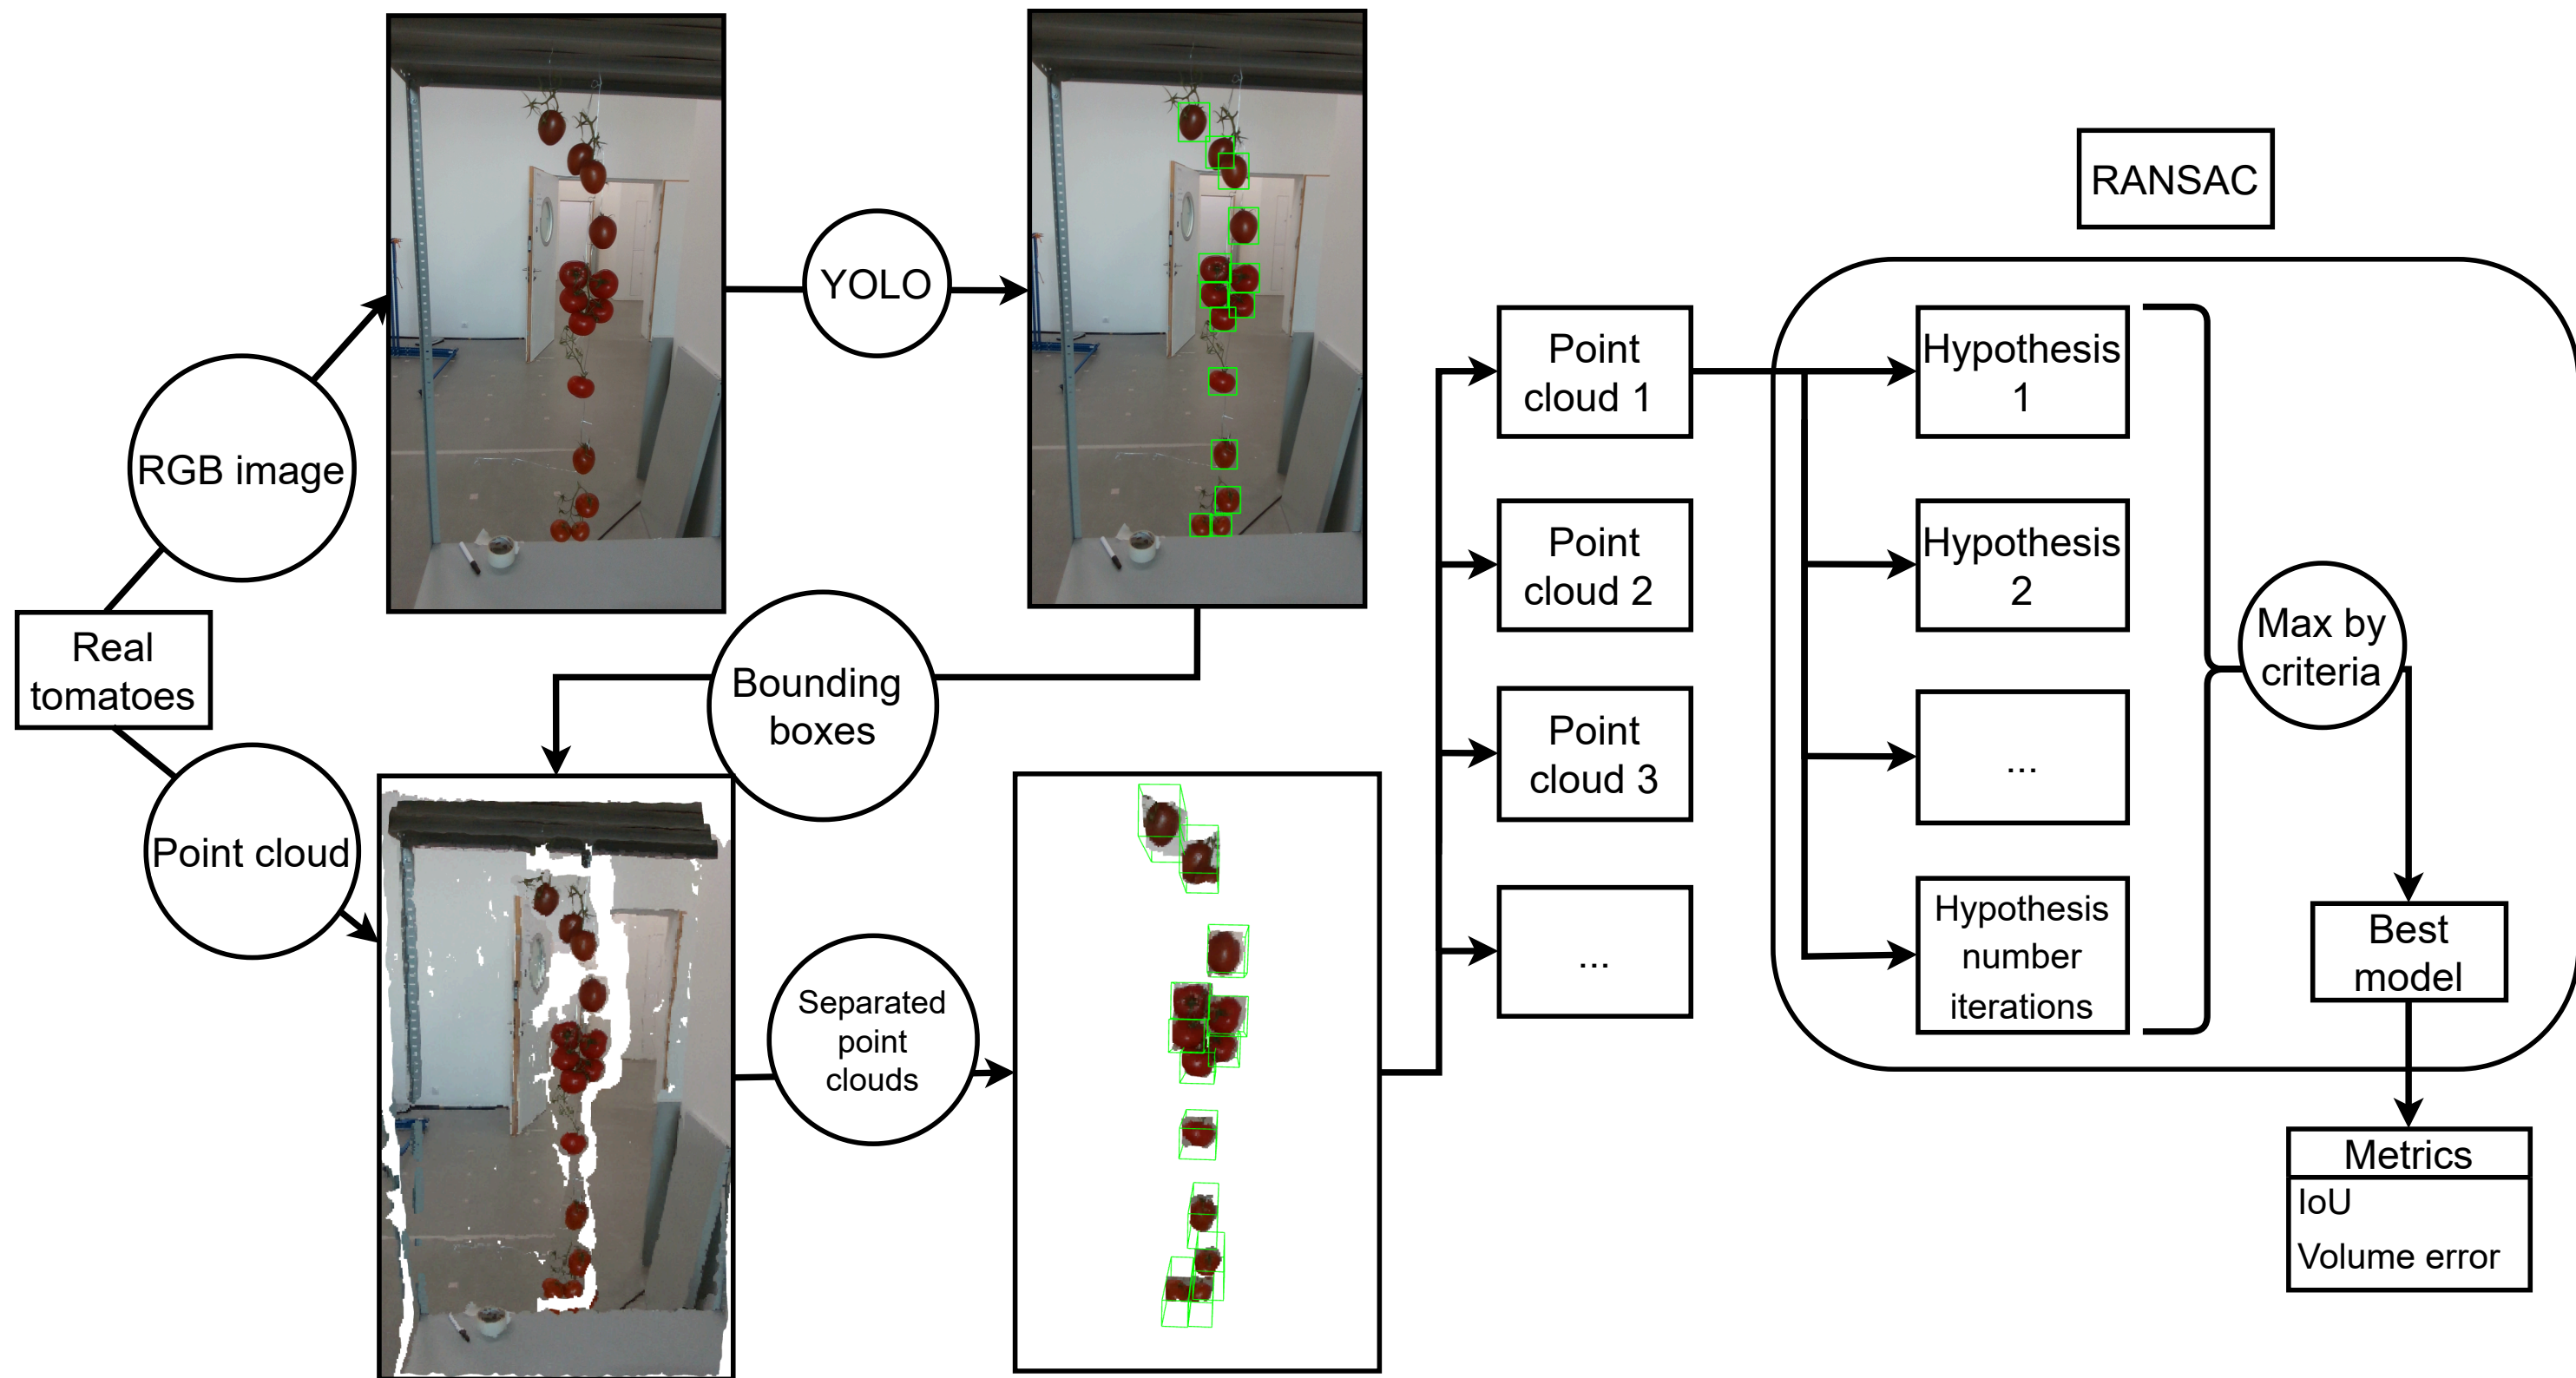 RGB image
Real
tomatoes
Point cloud
YOLO
Bounding
boxes
Separated
point
clouds
Point
cloud 1
Point
cloud 2
Point
cloud 3
...
RANSAC
Hypothesis
1
Hypothesis
2
...
Hypothesis
number
iterations
Max by
criteria
Best
model
Metrics
IoU
Volume error